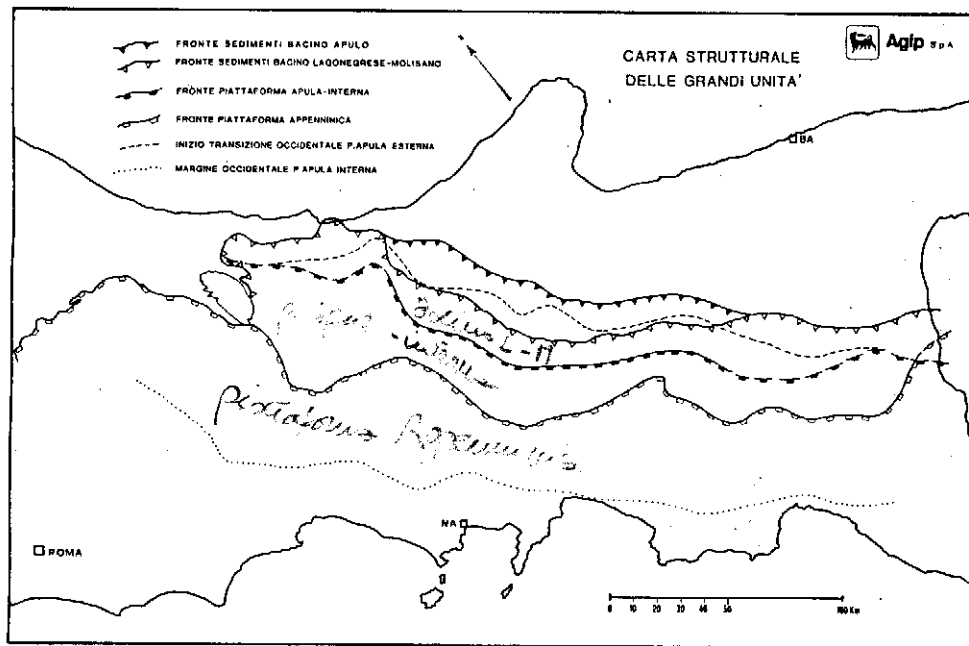 FRONTE SEDIMENTI BACINO APULO
FRONTE SEDIMENTI BACINO LAGONEGRESE-MOLISANO
FRONTE PIATTAFORMA APULA-INTERNA
FRONTE PIATTAFORMA APPENNINICA
INIZIO TRANSIZIONE OCCIDENTALE P.APULA ESTERNA
MARGINE OCCIDENTALE P.APULA INTERNA
CARTA STRUTTURALE
DELLE GRANDI UNITA'
Agip S p A
BA
L-M
NA
ROMA
0 10 20 30 40 50 100 Km